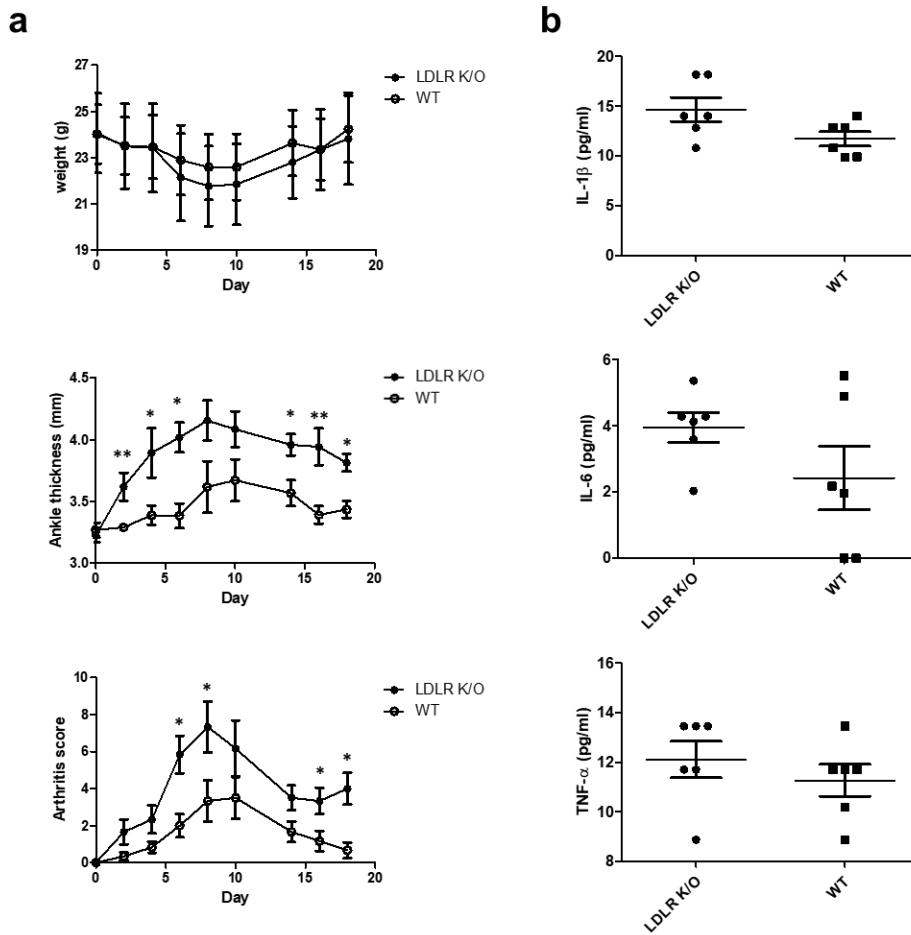 a
27
25
23
21
19
weight (g)
0 5 10 15 20
Day
LDLR K/O
WT
4.5
4.0
3.5
3.0
Ankle thickness (mm)
** * * * ** *
0 5 10 15 20
Day
LDLR K/O
WT
10
8
6
4
2
0
Arthritis score
* * * *
0 5 10 15 20
Day
LDLR K/O
WT
b
20
15
10
5
0
IL-1β (pg/ml)
LDLR K/O
WT
6
4
2
0
IL-6 (pg/ml)
LDLR K/O
WT
16
14
12
10
8
TNF-α (pg/ml)
LDLR K/O
WT